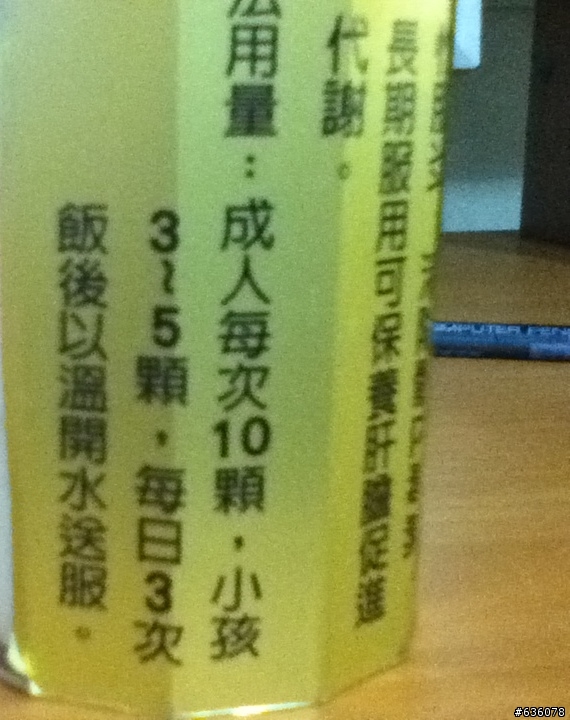 長期服用可保養肝臟促進
代謝。
法用量：成人每次10顆，小孩
3~5顆，每日3次
飯後以溫開水送服。
COMPUTER PEN
#636078